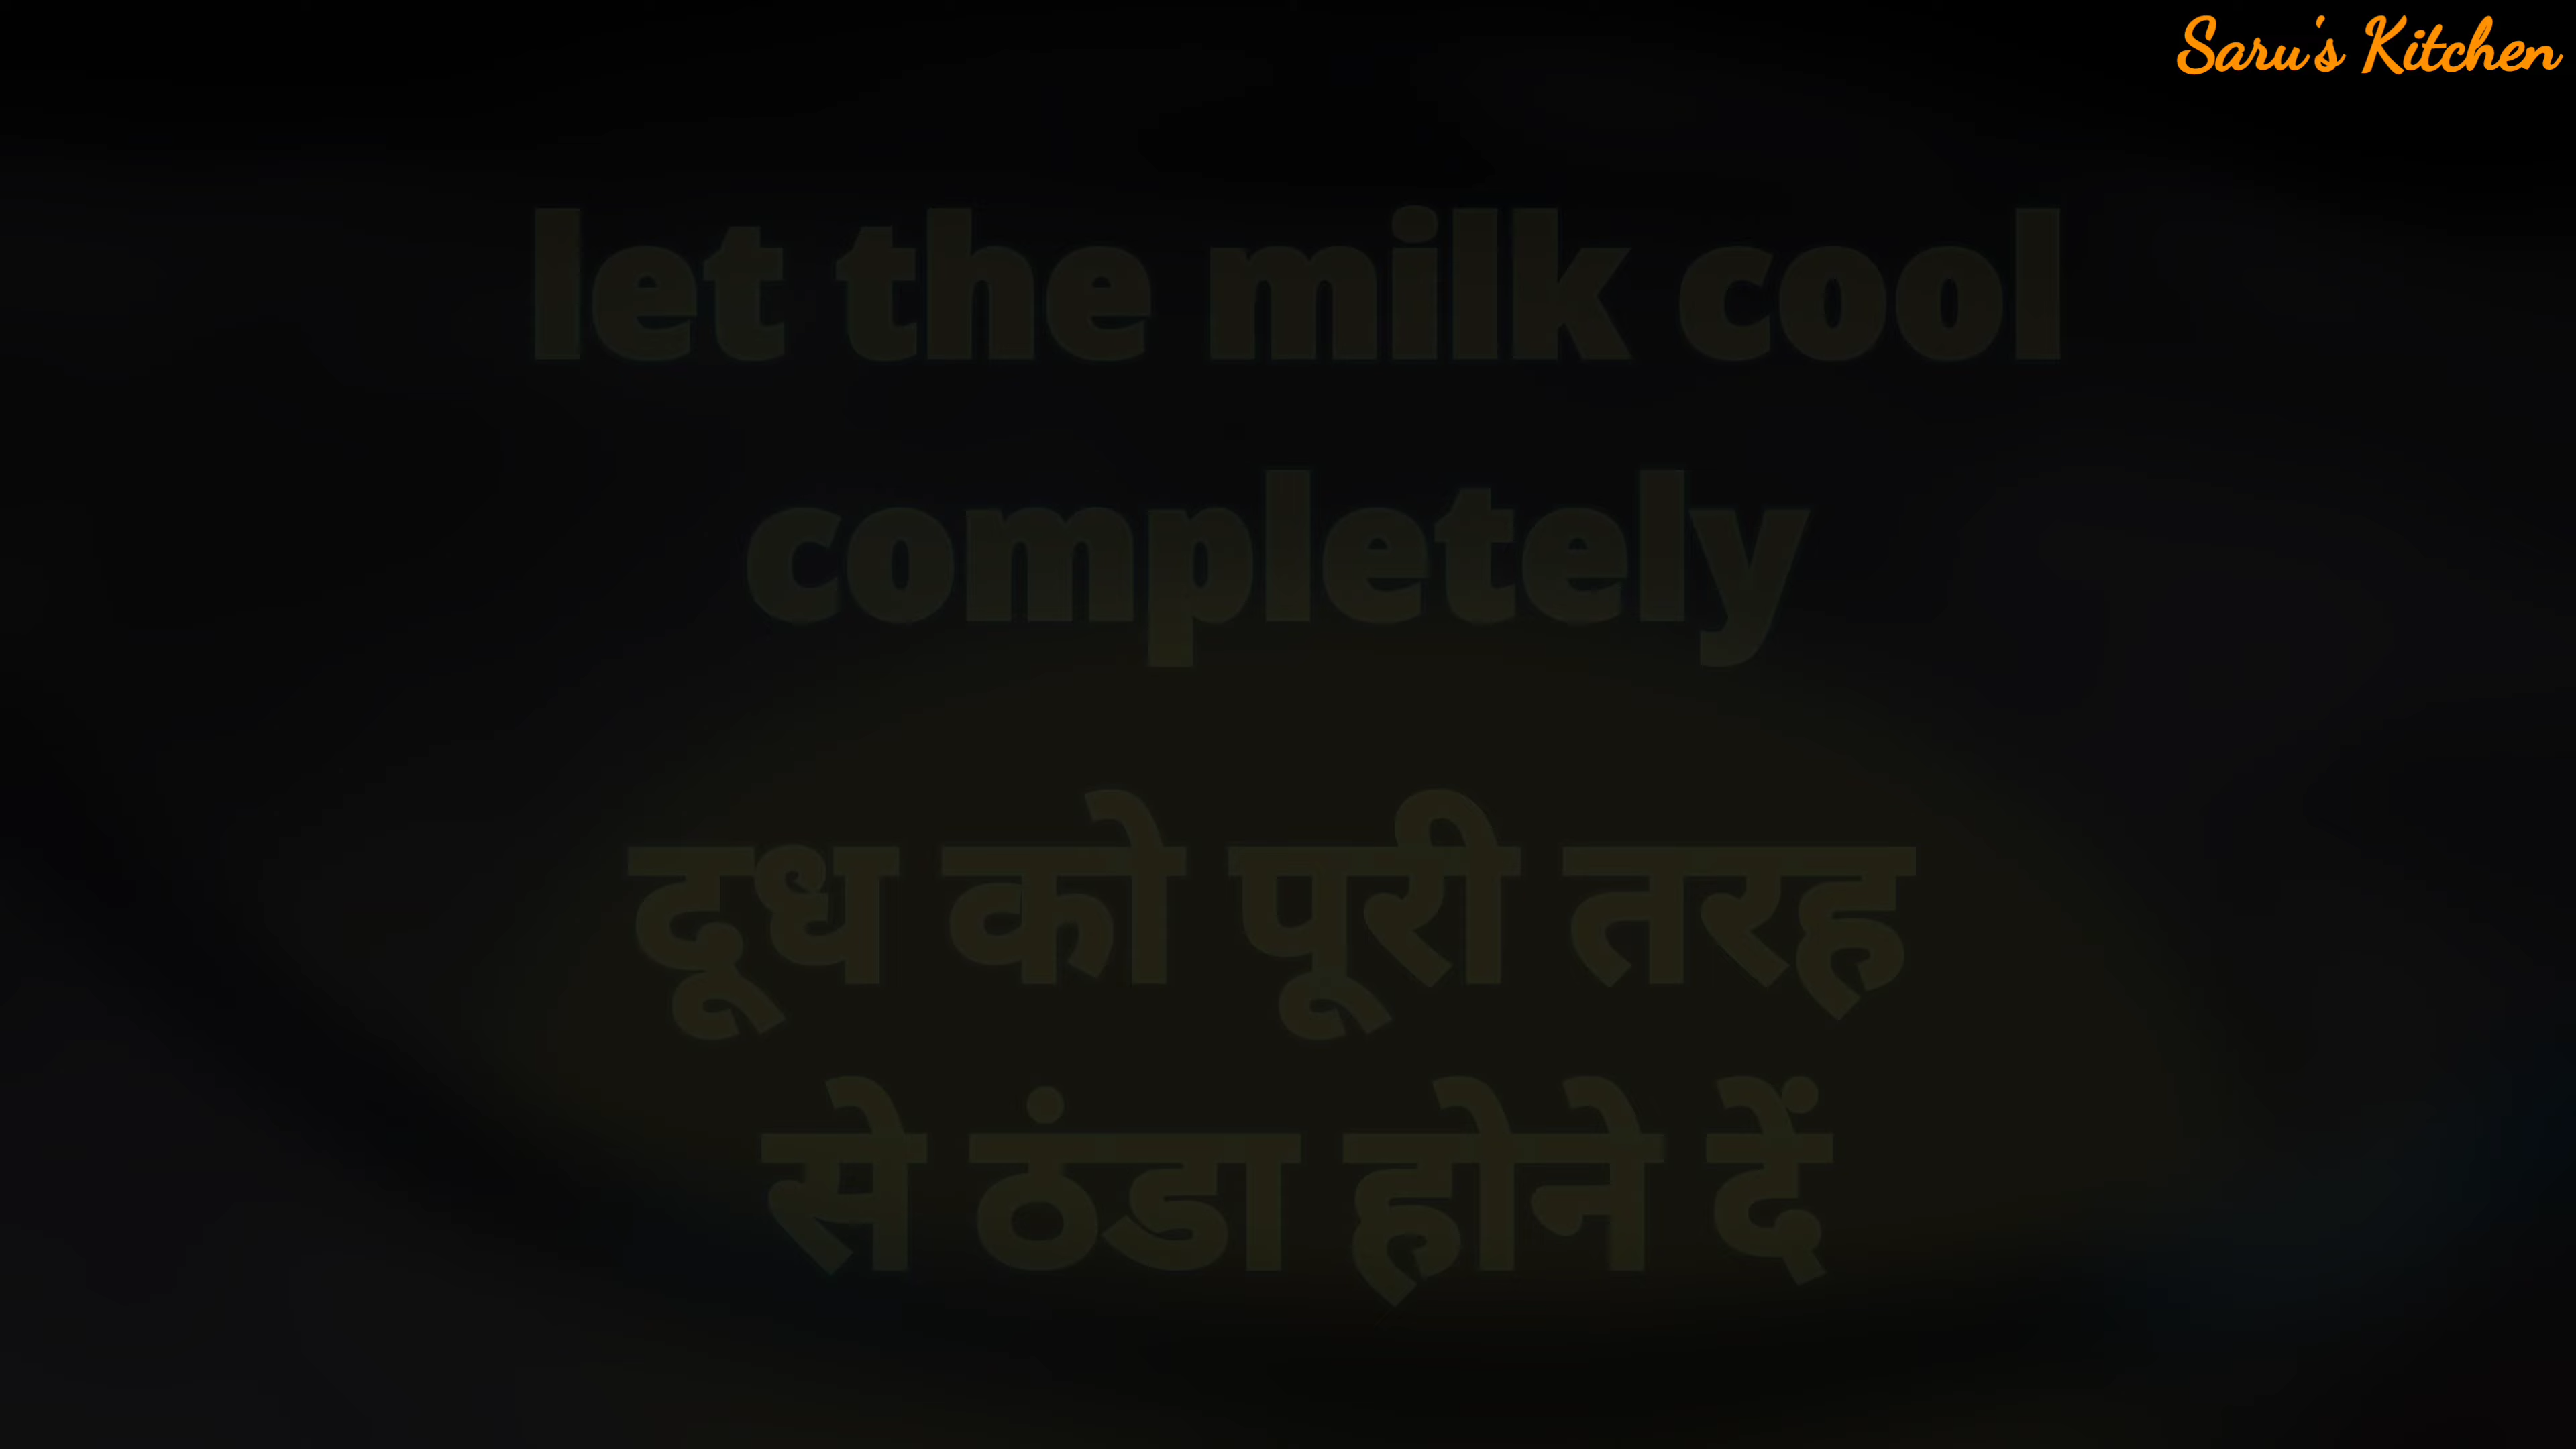 Saru's Kitchen
let the milk cool
completely
दूध को पूरी तरह
से ठंडा होने दें